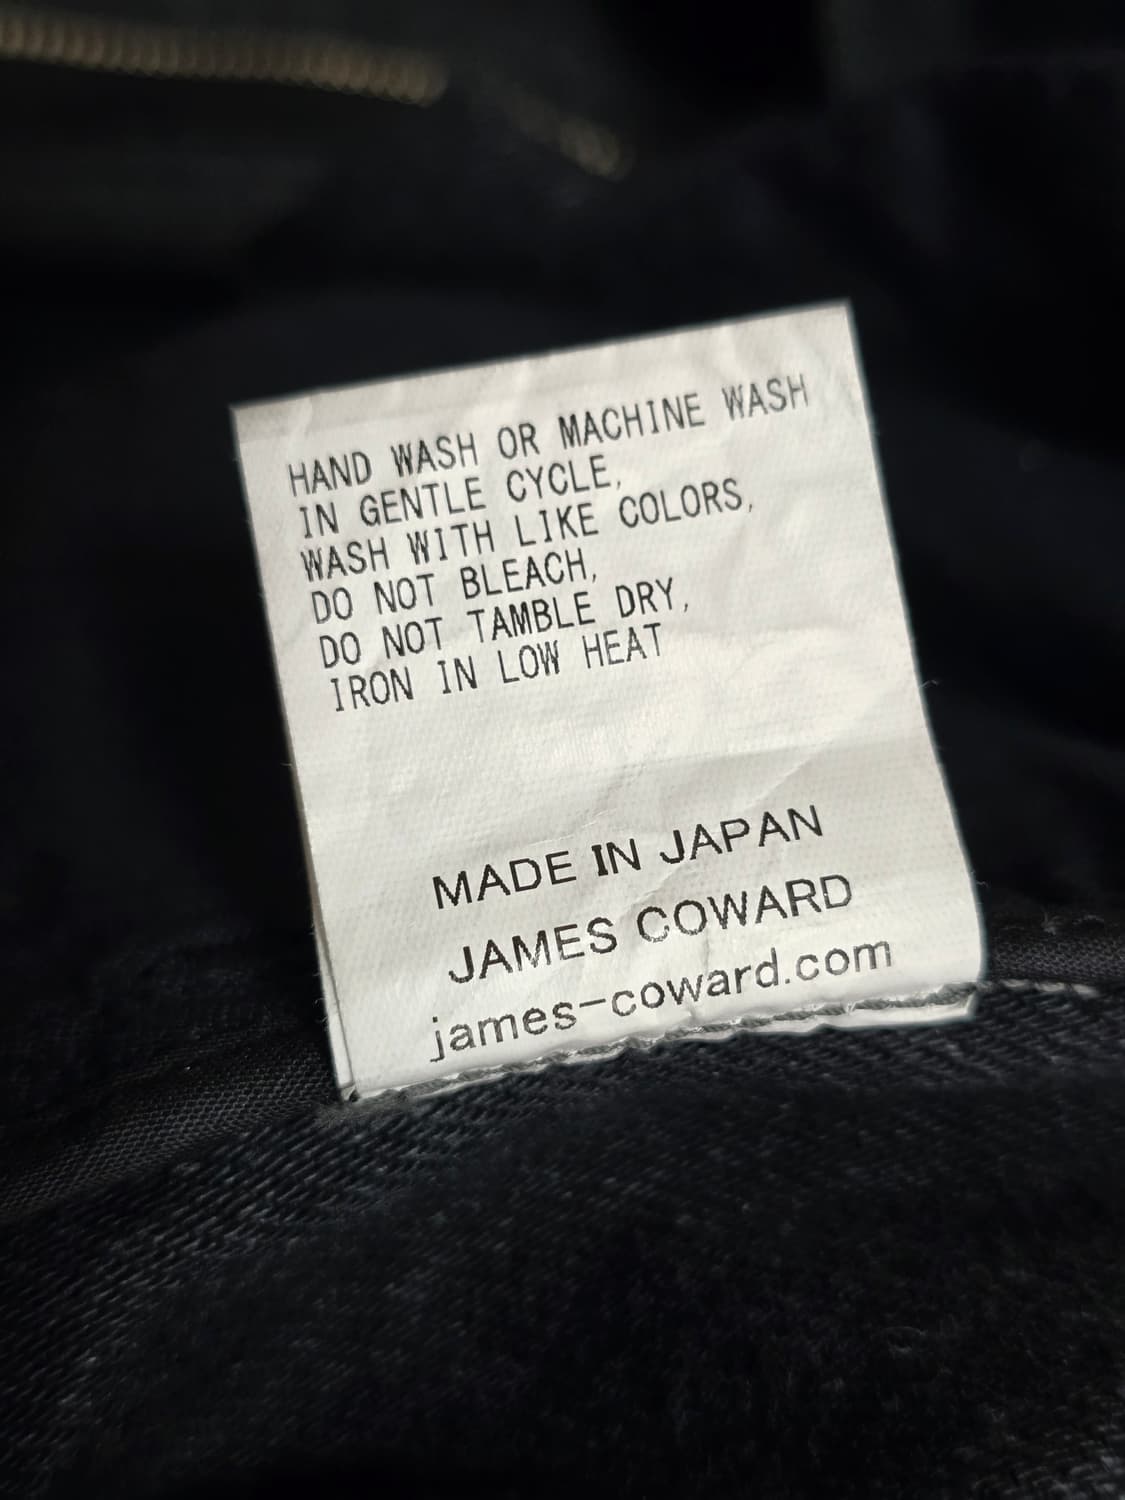 HAND WASH OR MACHINE WASH
IN GENTLE CYCLE,
WASH WITH LIKE COLORS,
DO NOT BLEACH,
DO NOT TAMBLE DRY,
IRON IN LOW HEAT
MADE IN JAPAN
JAMES COWARD
james-coward.com